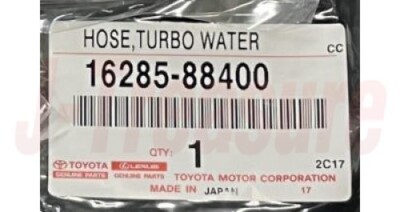 HOSE,TURBO WATER
CC
16285-88400
QTY:
1
2C17
TOYOTA
GENUINE PARTS
LEXUS
GENUINE PARTS
TOYOTA MOTOR CORPORATION
MADE IN JAPAN
17